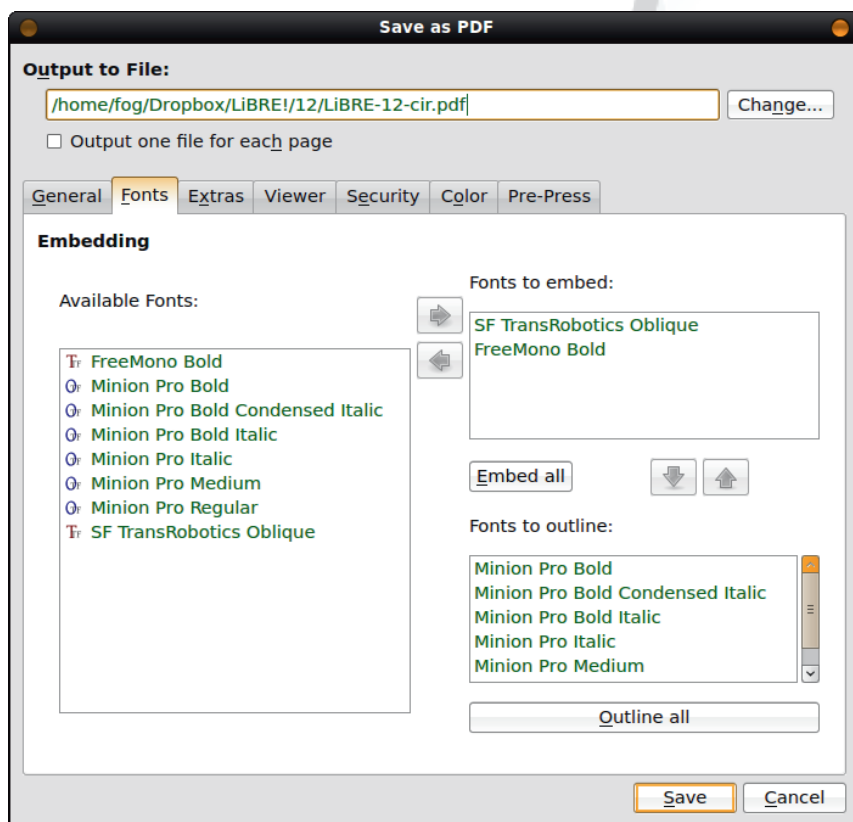 Save as PDF
Output to File:
/home/fog/Dropbox/LiBRE!/12/LiBRE-12-cir.pdf
Change...
Output one file for each page
General Fonts Extras Viewer Security Color Pre-Press
Embedding
Available Fonts:
FreeMono Bold
Minion Pro Bold
Minion Pro Bold Condensed Italic
Minion Pro Bold Italic
Minion Pro Italic
Minion Pro Medium
Minion Pro Regular
SF TransRobotics Oblique
Fonts to embed:
SF TransRobotics Oblique
FreeMono Bold
Embed all
Fonts to outline:
Minion Pro Bold
Minion Pro Bold Condensed Italic
Minion Pro Bold Italic
Minion Pro Italic
Minion Pro Medium
Outline all
Save
Cancel